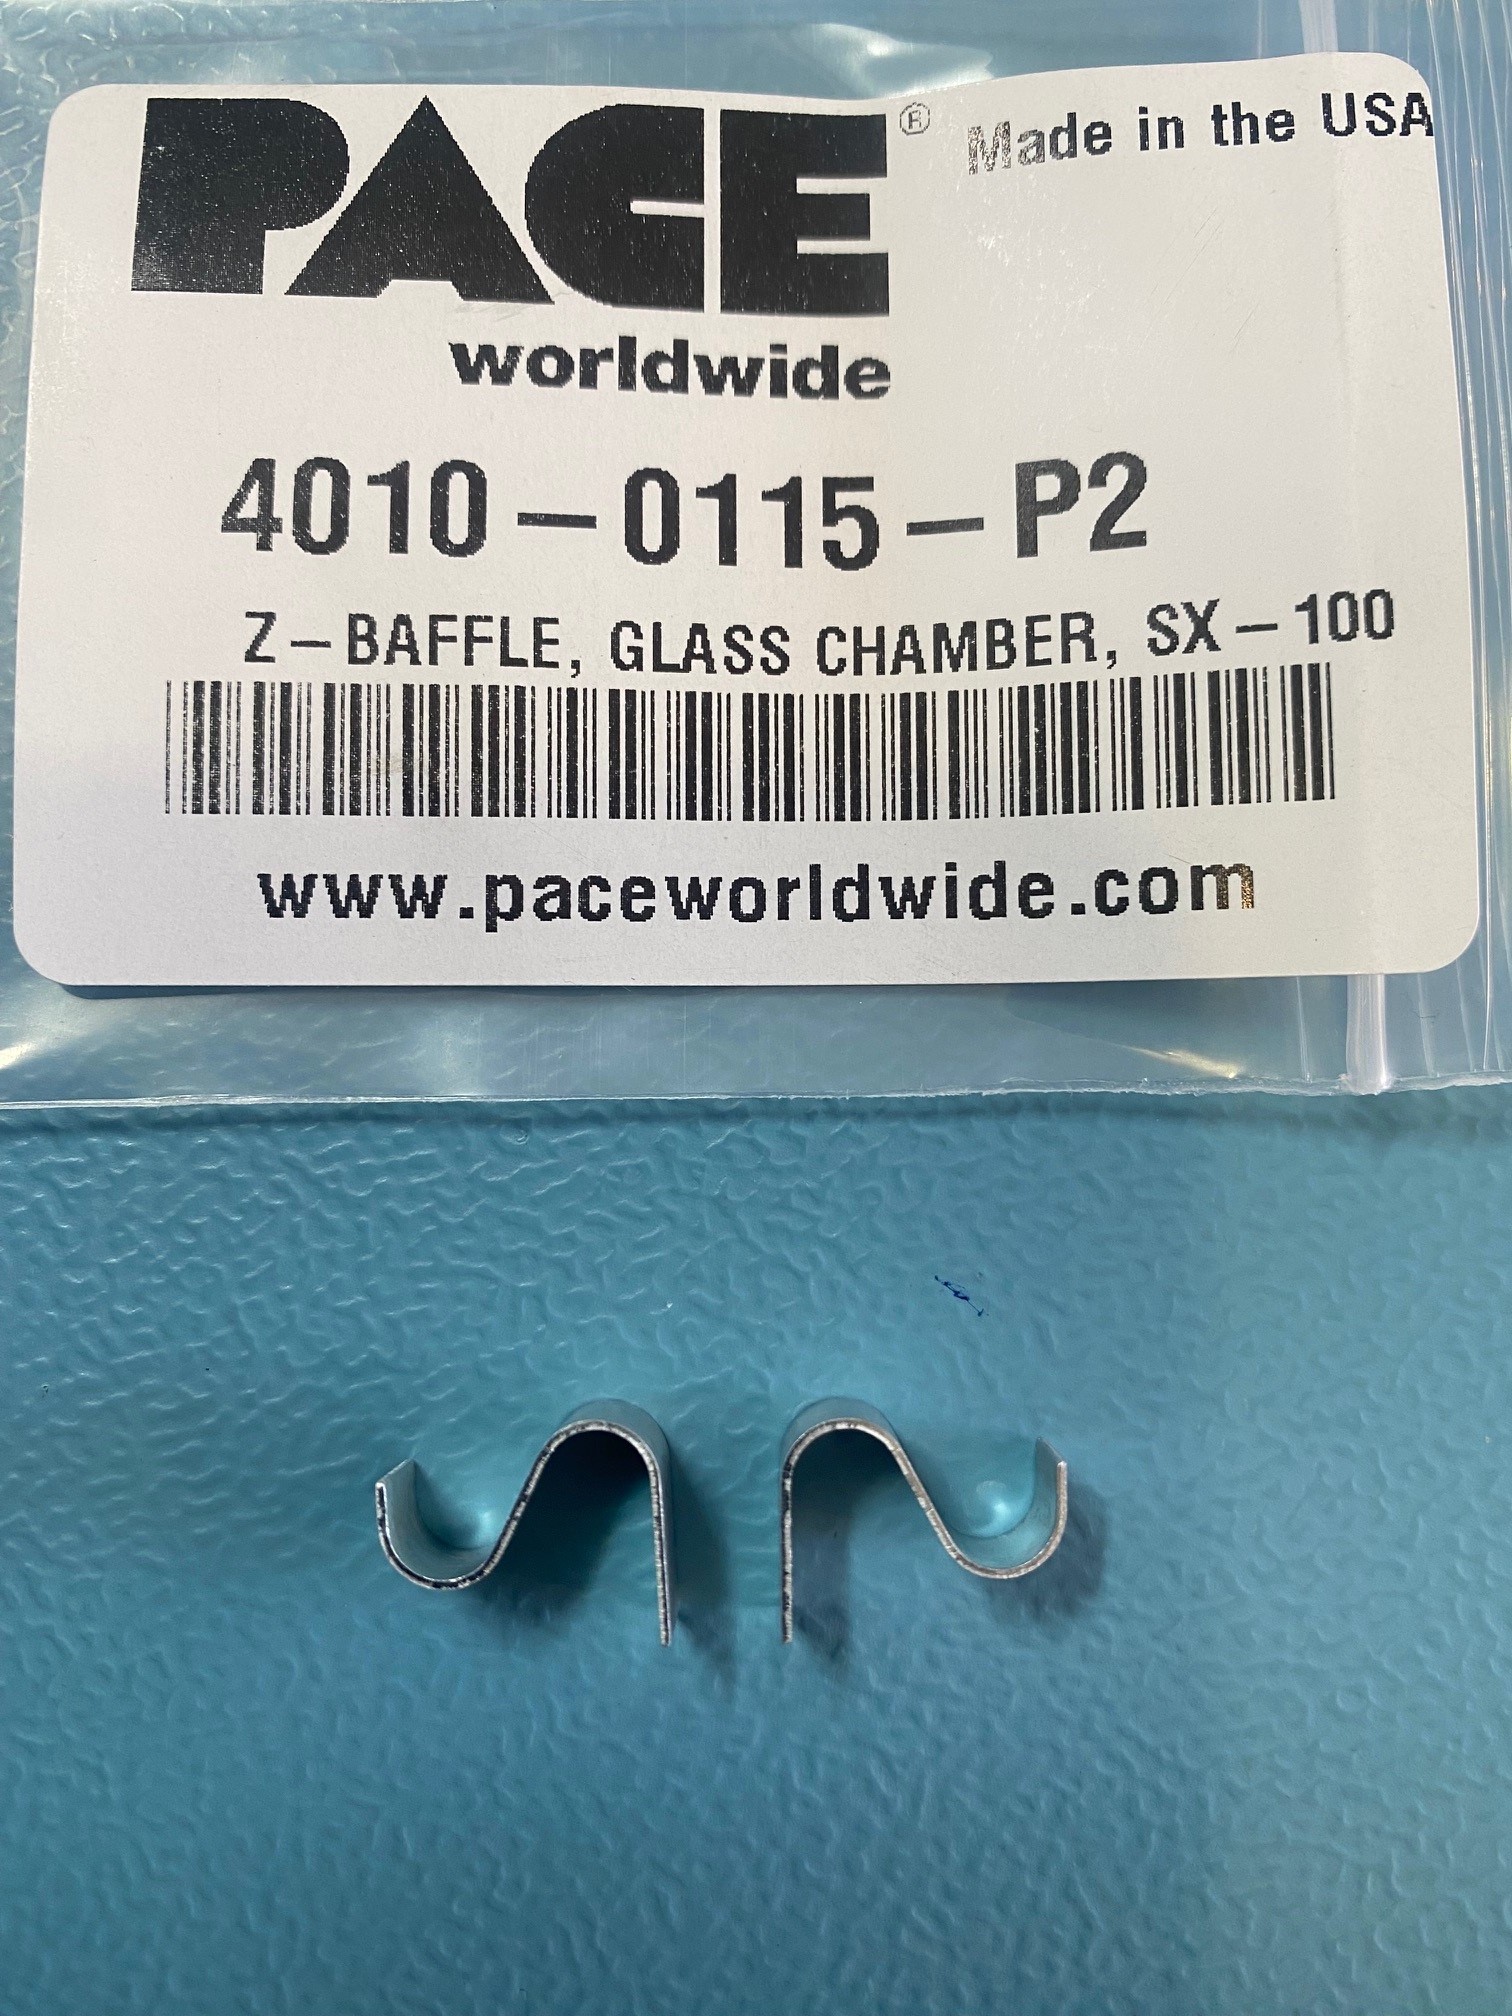 PACE® Made in the USA
worldwide
4010-0115-P2
Z-BAFFLE, GLASS CHAMBER, SX-100
www.paceworldwide.com